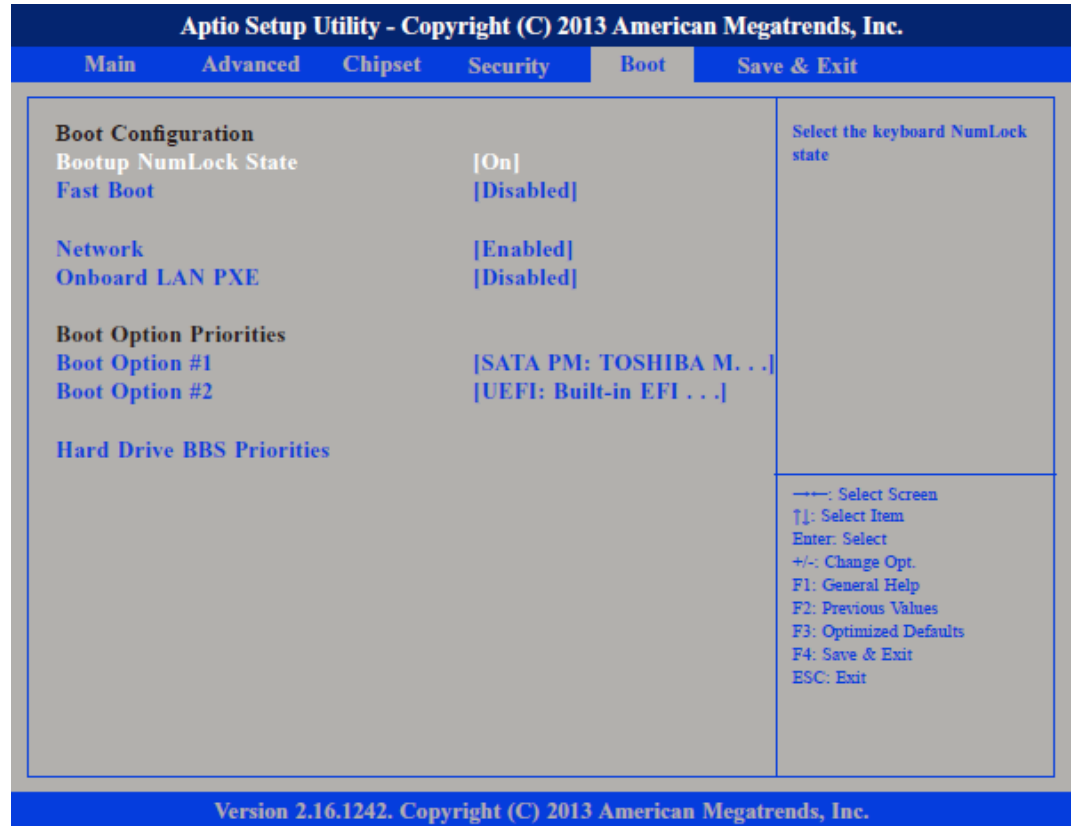 Aptio Setup Utility - Copyright (C) 2013 American Megatrends, Inc.
Main Advanced Chipset Security Boot Save & Exit
Boot Configuration
Bootup NumLock State [On]
Fast Boot [Disabled]
Network [Enabled]
Onboard LAN PXE [Disabled]
Boot Option Priorities
Boot Option #1 [SATA PM: TOSHIBA M. . .]
Boot Option #2 [UEFI: Built-in EFI . . .]
Hard Drive BBS Priorities
Select the keyboard NumLock
state
→←: Select Screen
↑↓: Select Item
Enter: Select
+/-: Change Opt.
F1: General Help
F2: Previous Values
F3: Optimized Defaults
F4: Save & Exit
ESC: Exit
Version 2.16.1242. Copyright (C) 2013 American Megatrends, Inc.